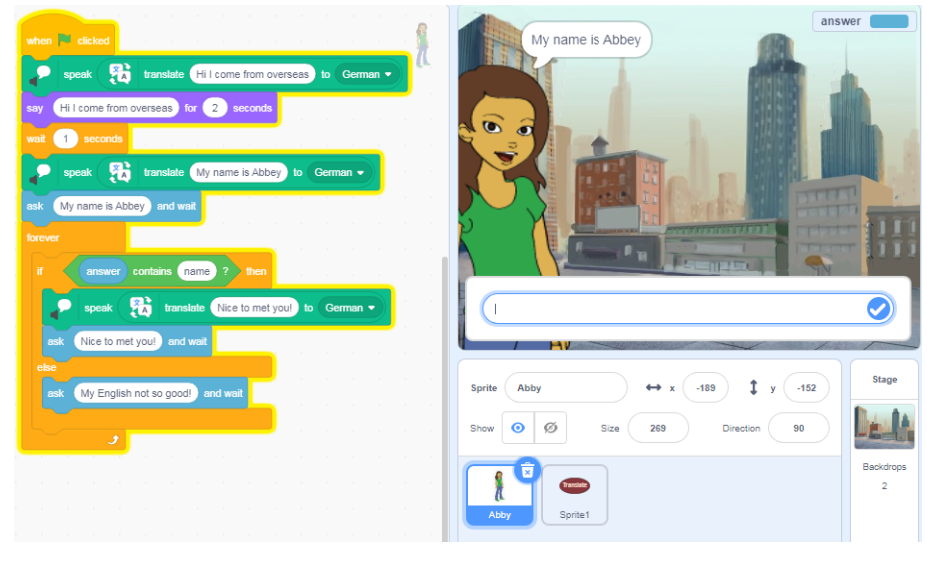 when clicked
speak translate Hi I come from overseas to German
say Hi I come from overseas for 2 seconds
wait 1 seconds
speak translate My name is Abbey to German
ask My name is Abbey and wait
forever
if answer contains name ? then
speak translate Nice to met you! to German
ask Nice to met you! and wait
else
ask My English not so good! and wait
answer
My name is Abbey
Sprite Abby x -189 y -152
Show Size 269 Direction 90
Abby
Translate
Sprite1
Stage
Backdrops
2